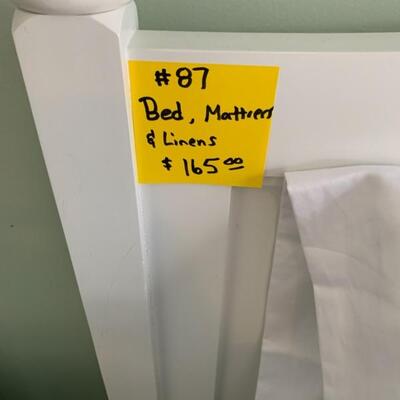 #87
Bed, Mattress
& Linens
$ 165.00